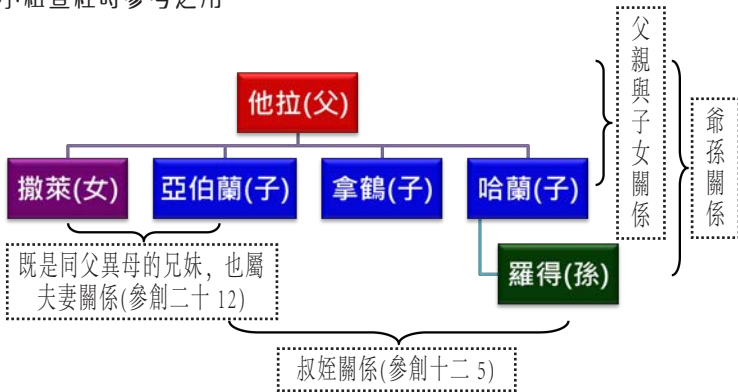 他拉(父)
撒萊(女)
亞伯蘭(子)
拿鶴(子)
哈蘭(子)
羅得(孫)
父親與子女關係
爺孫關係
既是同父異母的兄妹，也屬
夫妻關係(參創二十 12)
叔姪關係(參創十二 5)